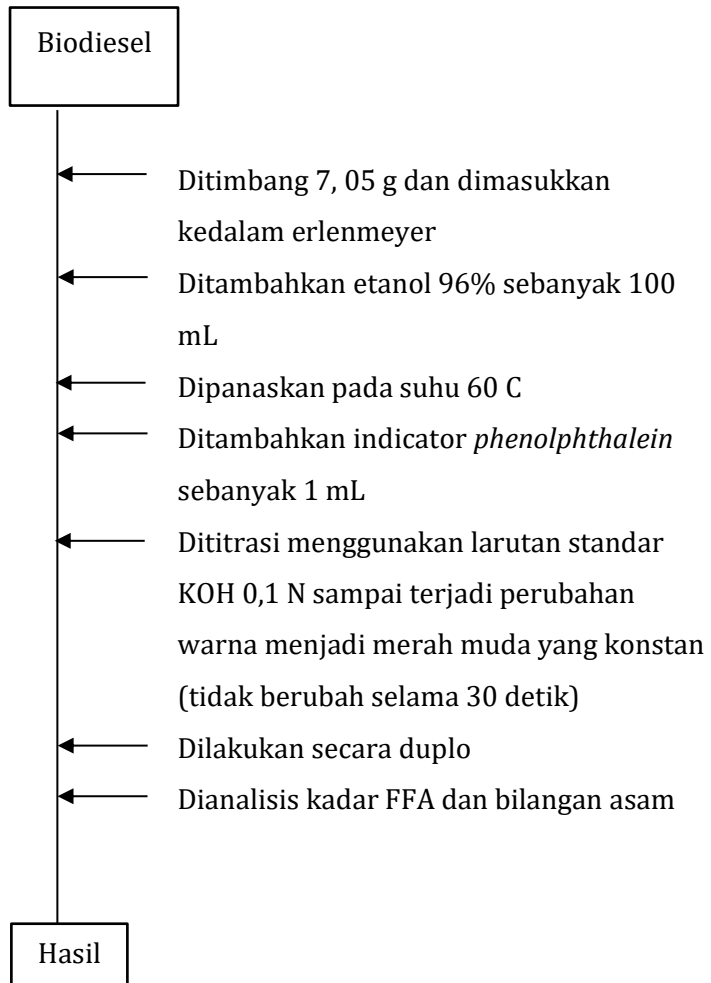 Biodiesel
Ditimbang 7, 05 g dan dimasukkan
kedalam erlenmeyer
Ditambahkan etanol 96% sebanyak 100
mL
Dipanaskan pada suhu 60 C
Ditambahkan indicator phenolphthalein
sebanyak 1 mL
Dititrasi menggunakan larutan standar
KOH 0,1 N sampai terjadi perubahan
warna menjadi merah muda yang konstan
(tidak berubah selama 30 detik)
Dilakukan secara duplo
Dianalisis kadar FFA dan bilangan asam
Hasil